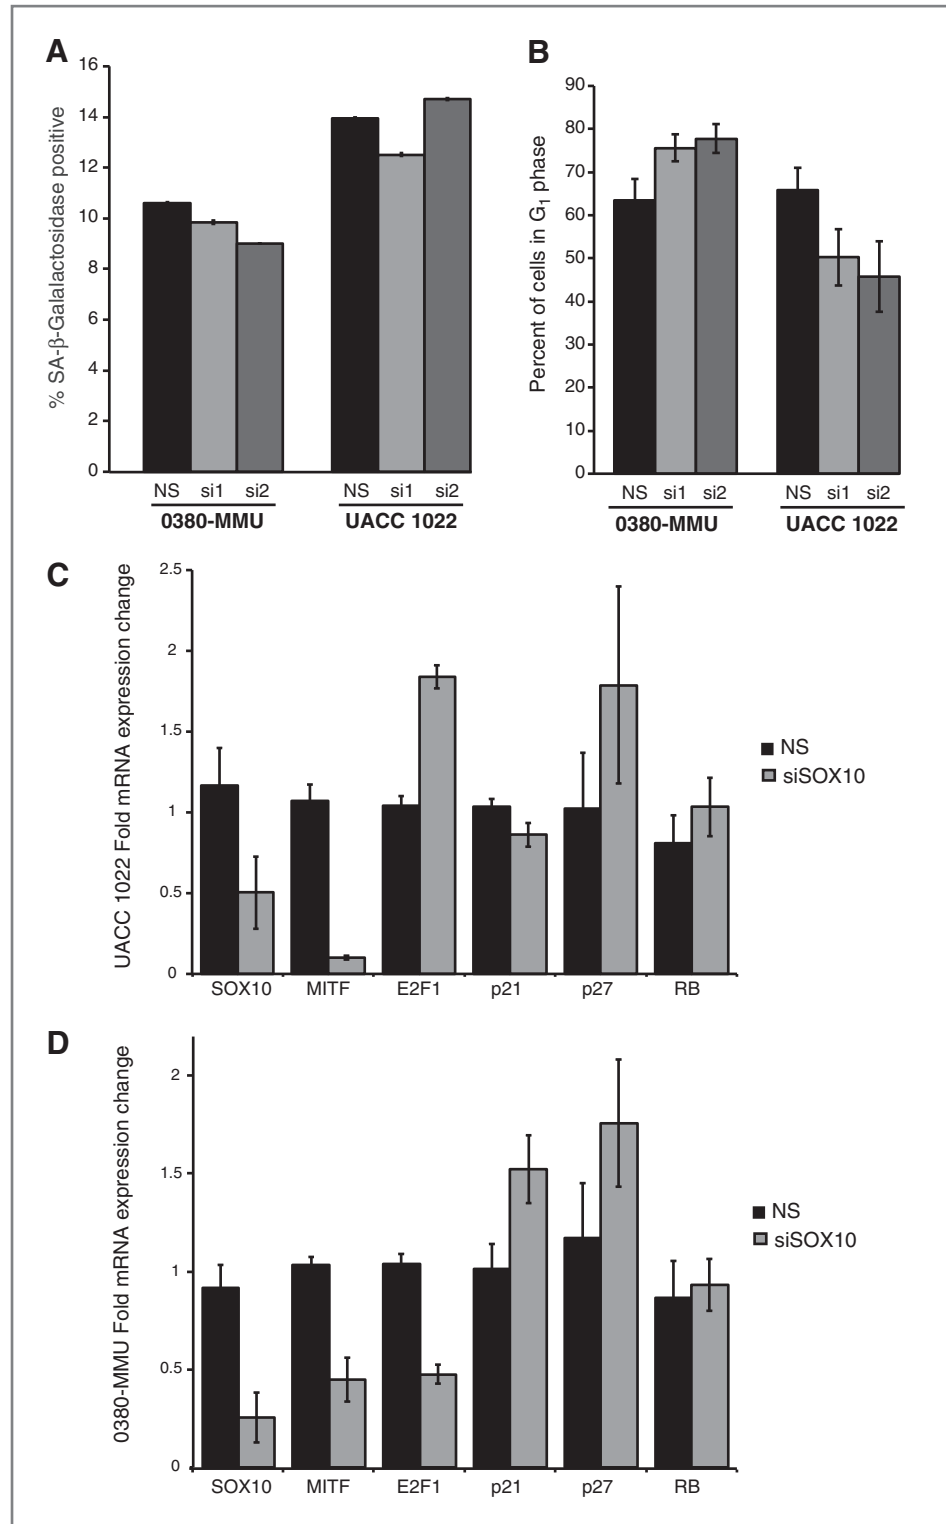 A
% SA-β-Galalactosidase positive
16
14
12
10
8
6
4
2
0
NS si1 si2 NS si1 si2
0380-MMU UACC 1022
B
Percent of cells in G1 phase
90
80
70
60
50
40
30
20
10
0
NS si1 si2 NS si1 si2
0380-MMU UACC 1022
C
UACC 1022 Fold mRNA expression change
2.5
2
1.5
1
0.5
0
SOX10 MITF E2F1 p21 p27 RB
NS
siSOX10
D
0380-MMU Fold mRNA expression change
2
1.5
1
0.5
0
SOX10 MITF E2F1 p21 p27 RB
NS
siSOX10